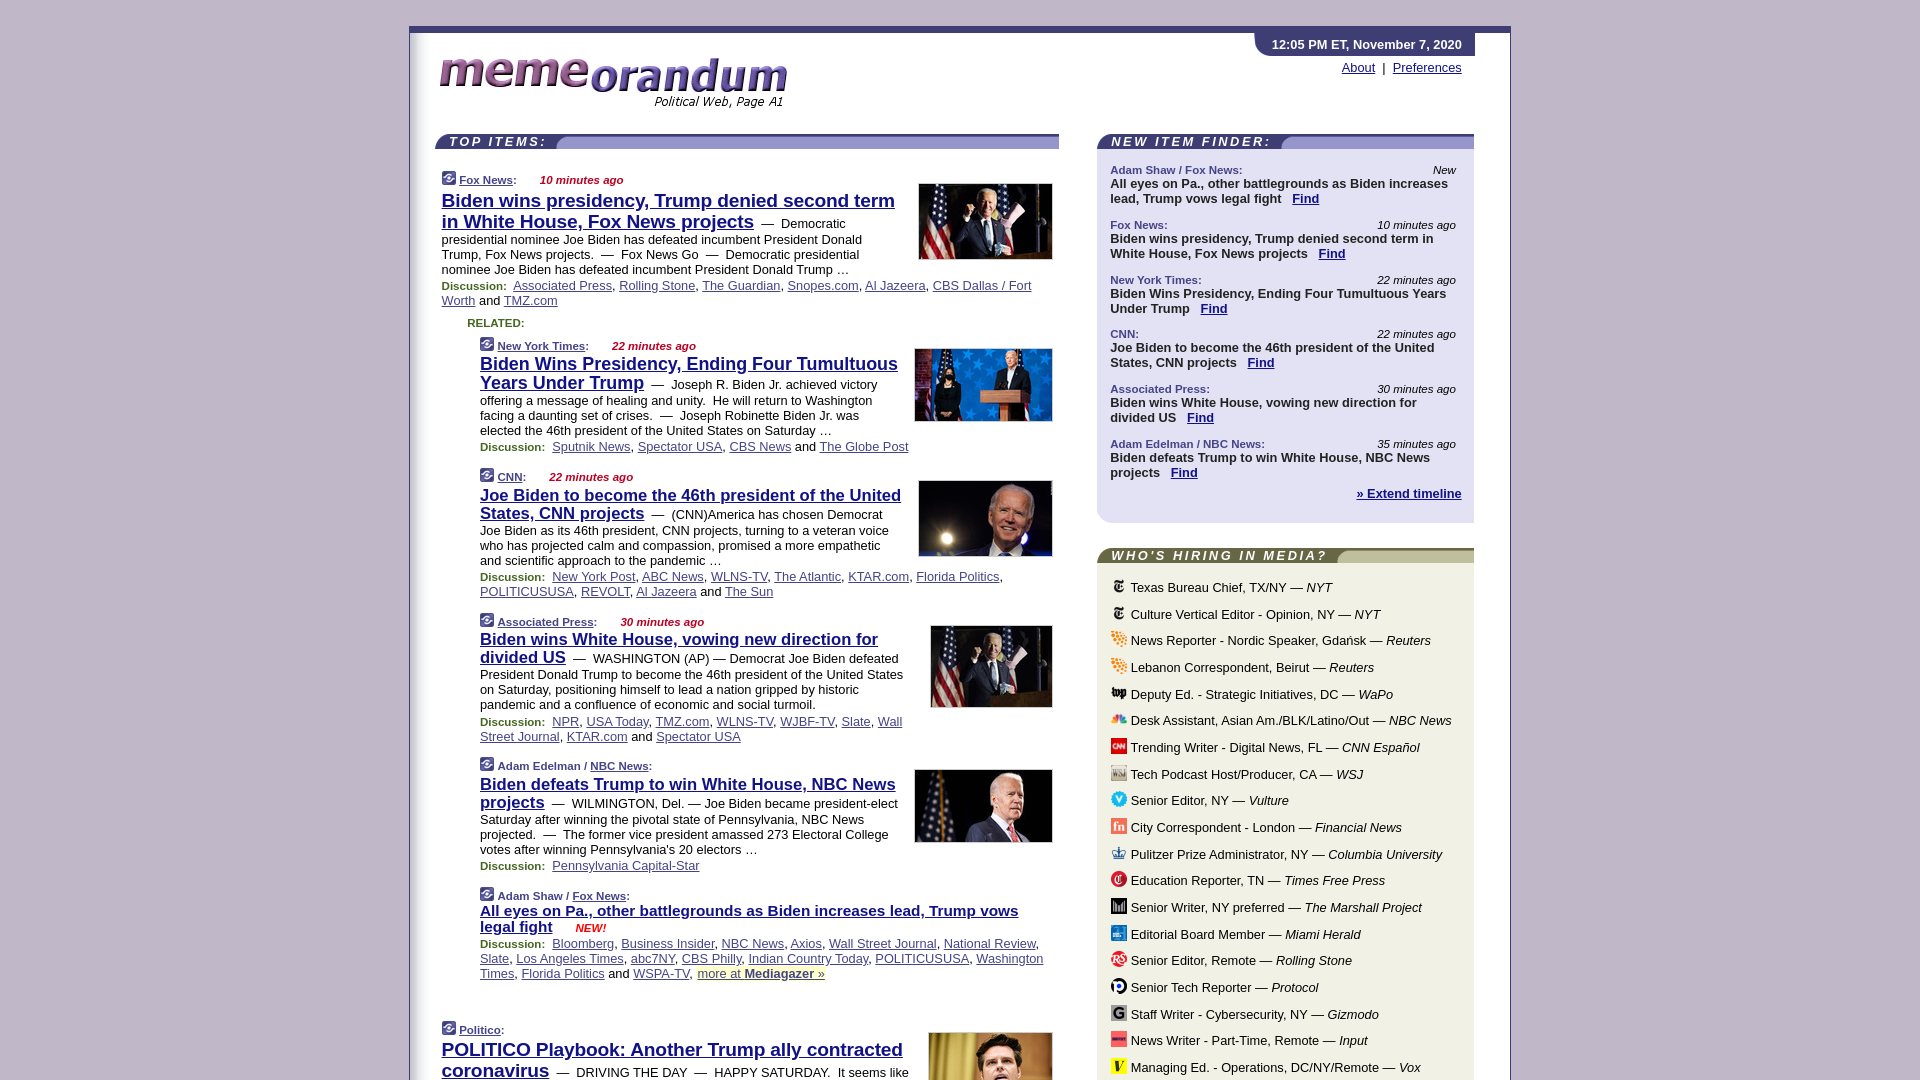 12:05 PM ET, November 7, 2020
About | Preferences
memeorandum
Political Web, Page A1
TOP ITEMS:
Fox News: 10 minutes ago
Biden wins presidency, Trump denied second term
in White House, Fox News projects — Democratic
presidential nominee Joe Biden has defeated incumbent President Donald
Trump, Fox News projects. — Fox News Go — Democratic presidential
nominee Joe Biden has defeated incumbent President Donald Trump …
Discussion: Associated Press, Rolling Stone, The Guardian, Snopes.com, Al Jazeera, CBS Dallas / Fort
Worth and TMZ.com
RELATED:
New York Times: 22 minutes ago
Biden Wins Presidency, Ending Four Tumultuous
Years Under Trump — Joseph R. Biden Jr. achieved victory
offering a message of healing and unity. He will return to Washington
facing a daunting set of crises. — Joseph Robinette Biden Jr. was
elected the 46th president of the United States on Saturday …
Discussion: Sputnik News, Spectator USA, CBS News and The Globe Post
CNN: 22 minutes ago
Joe Biden to become the 46th president of the United
States, CNN projects — (CNN)America has chosen Democrat
Joe Biden as its 46th president, CNN projects, turning to a veteran voice
who has projected calm and compassion, promised a more empathetic
and scientific approach to the pandemic …
Discussion: New York Post, ABC News, WLNS-TV, The Atlantic, KTAR.com, Florida Politics,
POLITICUSUSA, REVOLT, Al Jazeera and The Sun
Associated Press: 30 minutes ago
Biden wins White House, vowing new direction for
divided US — WASHINGTON (AP) — Democrat Joe Biden defeated
President Donald Trump to become the 46th president of the United States
on Saturday, positioning himself to lead a nation gripped by historic
pandemic and a confluence of economic and social turmoil.
Discussion: NPR, USA Today, TMZ.com, WLNS-TV, WJBF-TV, Slate, Wall
Street Journal, KTAR.com and Spectator USA
Adam Edelman / NBC News:
Biden defeats Trump to win White House, NBC News
projects — WILMINGTON, Del. — Joe Biden became president-elect
Saturday after winning the pivotal state of Pennsylvania, NBC News
projected. — The former vice president amassed 273 Electoral College
votes after winning Pennsylvania's 20 electors …
Discussion: Pennsylvania Capital-Star
Adam Shaw / Fox News:
All eyes on Pa., other battlegrounds as Biden increases lead, Trump vows
legal fight NEW!
Discussion: Bloomberg, Business Insider, NBC News, Axios, Wall Street Journal, National Review,
Slate, Los Angeles Times, abc7NY, CBS Philly, Indian Country Today, POLITICUSUSA, Washington
Times, Florida Politics and WSPA-TV, more at Mediagazer »
Politico:
POLITICO Playbook: Another Trump ally contracted
coronavirus — DRIVING THE DAY — HAPPY SATURDAY. It seems like
NEW ITEM FINDER:
Adam Shaw / Fox News: New
All eyes on Pa., other battlegrounds as Biden increases
lead, Trump vows legal fight Find
Fox News: 10 minutes ago
Biden wins presidency, Trump denied second term in
White House, Fox News projects Find
New York Times: 22 minutes ago
Biden Wins Presidency, Ending Four Tumultuous Years
Under Trump Find
CNN: 22 minutes ago
Joe Biden to become the 46th president of the United
States, CNN projects Find
Associated Press: 30 minutes ago
Biden wins White House, vowing new direction for
divided US Find
Adam Edelman / NBC News: 35 minutes ago
Biden defeats Trump to win White House, NBC News
projects Find
» Extend timeline
WHO'S HIRING IN MEDIA?
Texas Bureau Chief, TX/NY — NYT
Culture Vertical Editor - Opinion, NY — NYT
News Reporter - Nordic Speaker, Gdańsk — Reuters
Lebanon Correspondent, Beirut — Reuters
wp Deputy Ed. - Strategic Initiatives, DC — WaPo
Desk Assistant, Asian Am./BLK/Latino/Out — NBC News
CNN Trending Writer - Digital News, FL — CNN Español
WSJ Tech Podcast Host/Producer, CA — WSJ
V Senior Editor, NY — Vulture
fn City Correspondent - London — Financial News
Pulitzer Prize Administrator, NY — Columbia University
Education Reporter, TN — Times Free Press
Senior Writer, NY preferred — The Marshall Project
Editorial Board Member — Miami Herald
RS Senior Editor, Remote — Rolling Stone
Senior Tech Reporter — Protocol
G Staff Writer - Cybersecurity, NY — Gizmodo
News Writer - Part-Time, Remote — Input
V Managing Ed. - Operations, DC/NY/Remote — Vox